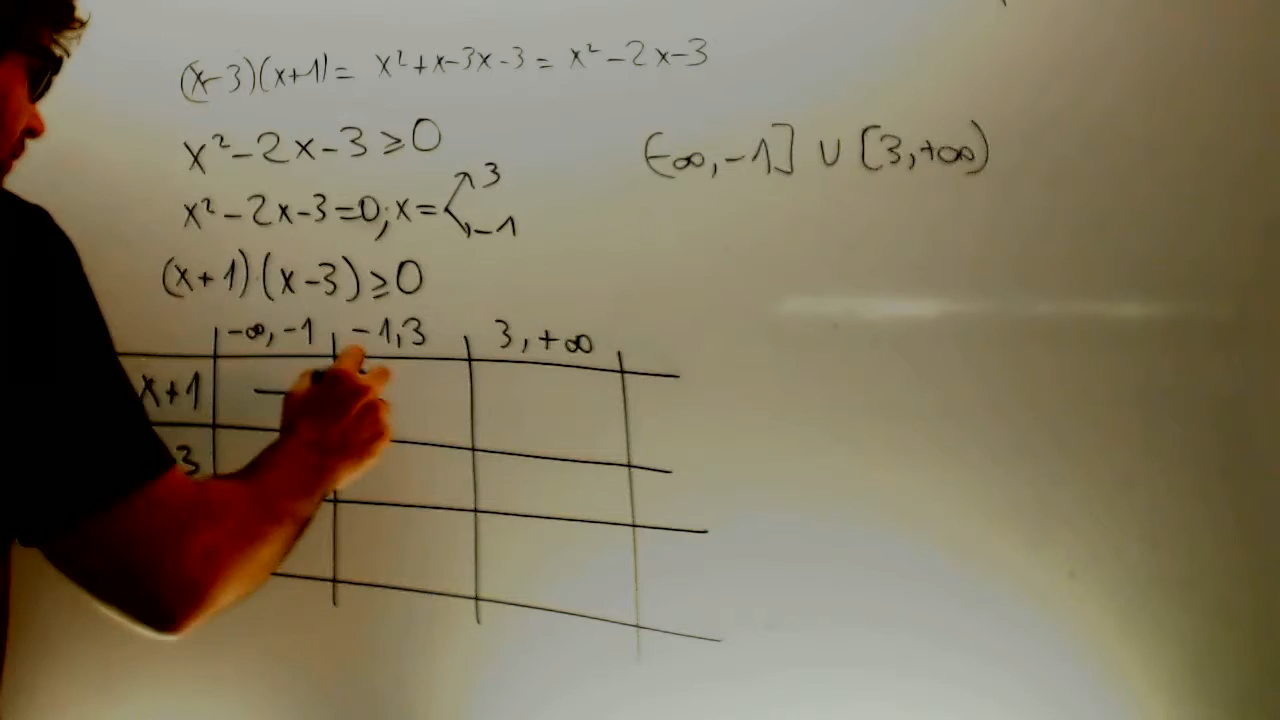 (x-3)(x+1)= x²+x-3x-3 = x²-2x-3
x²-2x-3≥0
(-∞,-1] ∪ [3,+∞)
x²-2x-3=0; x= 3
-1
(x+1)(x-3)≥0
-∞,-1 -1,3 3,+∞
x+1 —
3